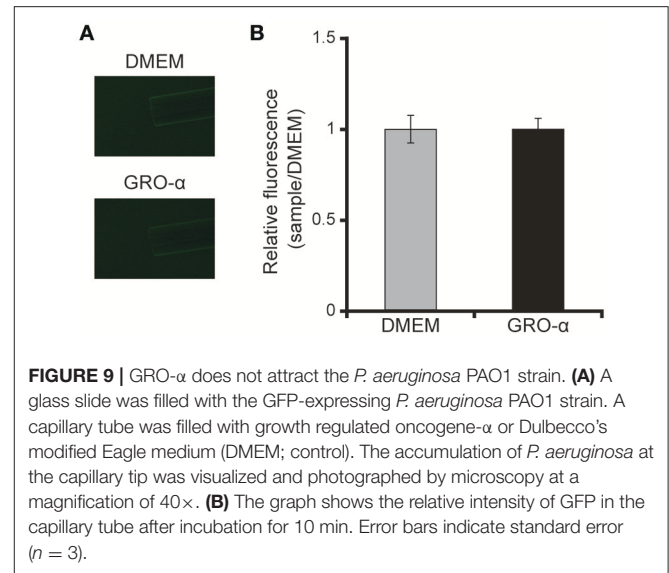 A
DMEM
GRO-α
B
Relative fluorescence
(sample/DMEM)
1.5
1
0.5
0
DMEM
GRO-α
FIGURE 9 | GRO-α does not attract the P. aeruginosa PAO1 strain. (A) A
glass slide was filled with the GFP-expressing P. aeruginosa PAO1 strain. A
capillary tube was filled with growth regulated oncogene-α or Dulbecco's
modified Eagle medium (DMEM; control). The accumulation of P. aeruginosa at
the capillary tip was visualized and photographed by microscopy at a
magnification of 40×. (B) The graph shows the relative intensity of GFP in the
capillary tube after incubation for 10 min. Error bars indicate standard error
(n = 3).